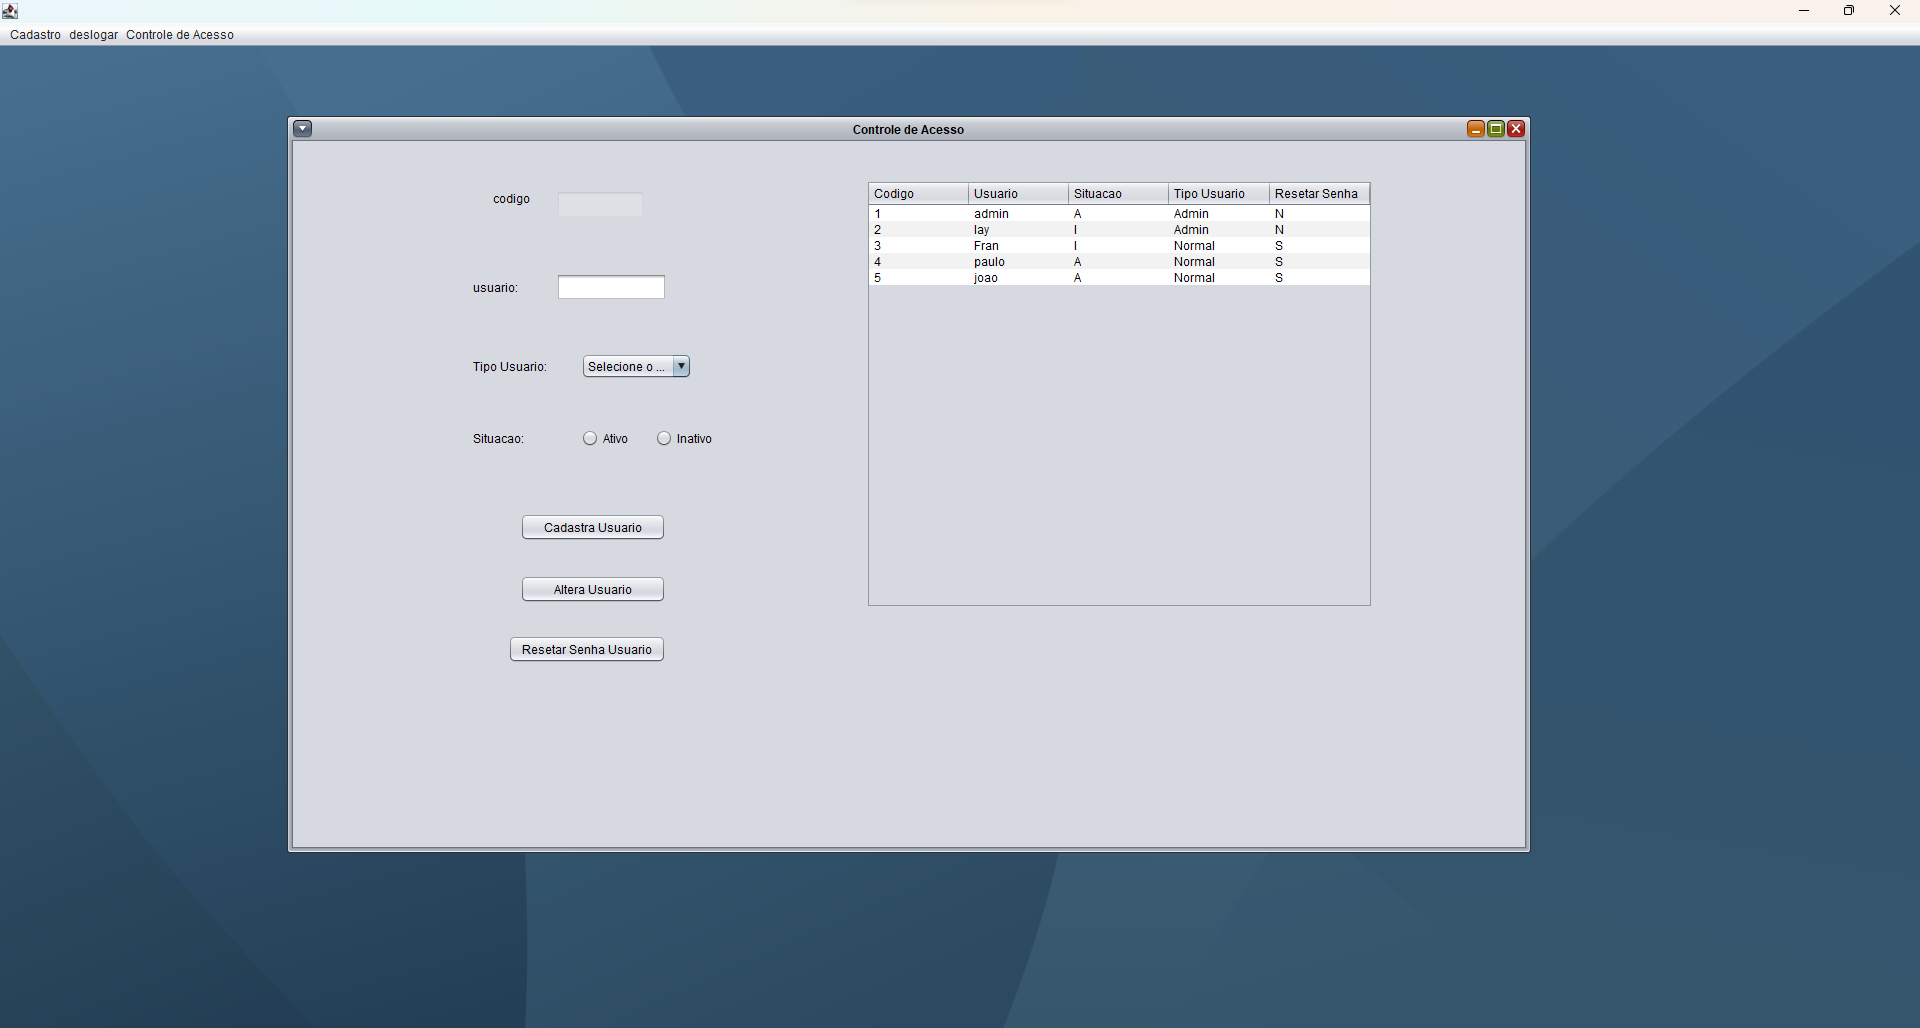 Cadastro deslogar Controle de Acesso
Controle de Acesso
codigo
usuario:
Tipo Usuario: Selecione o ...
Situacao: Ativo Inativo
Cadastra Usuario
Altera Usuario
Resetar Senha Usuario
Codigo Usuario Situacao Tipo Usuario Resetar Senha
1 admin A Admin N
2 lay I Admin N
3 Fran I Normal S
4 paulo A Normal S
5 joao A Normal S